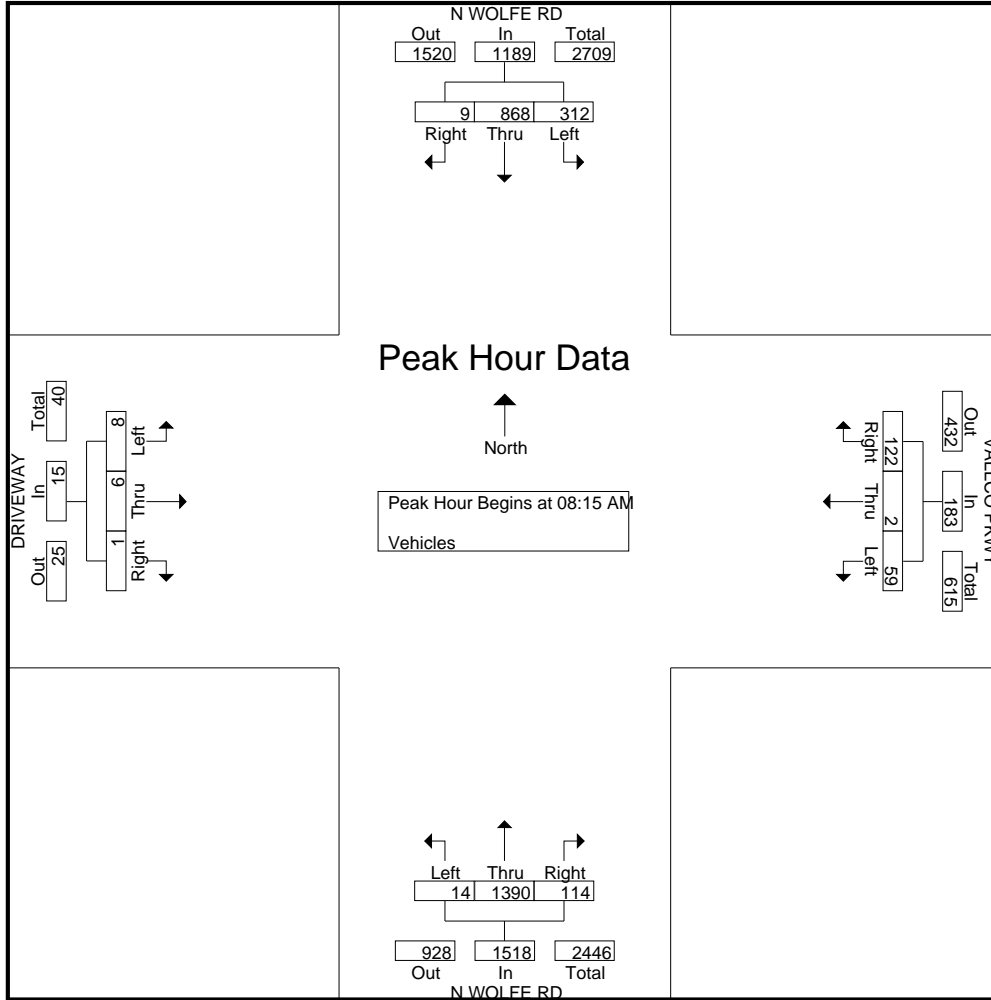 N WOLFE RD
Out In Total
1520 1189 2709
9 868 312
Right Thru Left
Peak Hour Data
North
Peak Hour Begins at 08:15 AM
Vehicles
DRIVEWAY
Out In Total
25 15 40
Right Thru Left
1 6 8
VALLCO PKWY
Out In Total
432 183 615
122 2 59
Right Thru Left
Left Thru Right
14 1390 114
928 1518 2446
Out In Total
N WOLFE RD